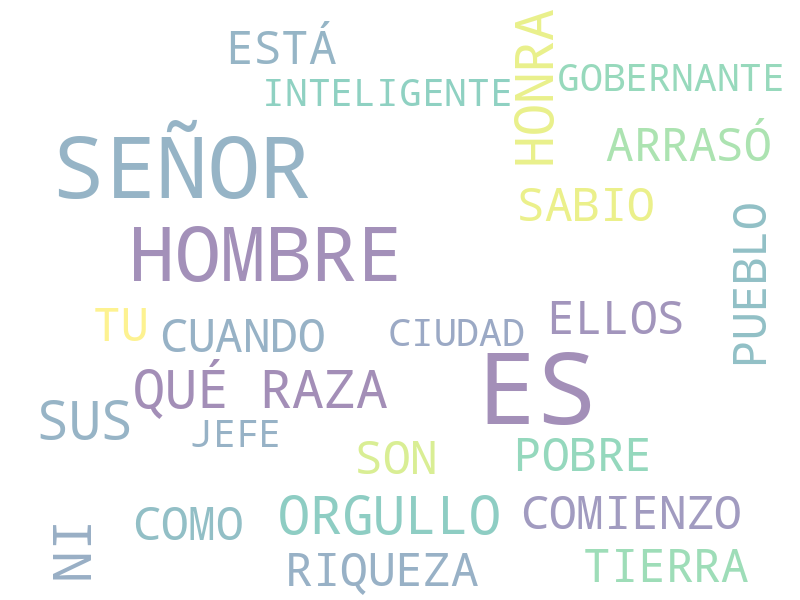 ESTÁ
HONRA
INTELIGENTE
GOBERNANTE
SEÑOR
ARRASÓ
SABIO
HOMBRE
PUEBLO
TU
CUANDO
CIUDAD
ELLOS
QUÉ RAZA
ES
SUS
JEFE
SON
POBRE
NI
COMO
ORGULLO
COMIENZO
RIQUEZA
TIERRA